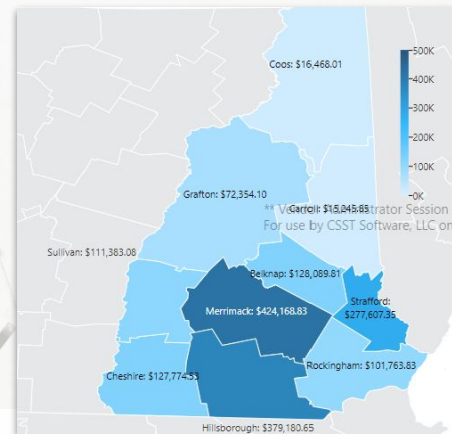 Coos: $16,468.01
500K
400K
300K
200K
100K
0K
Grafton: $72,354.10
Carroll: $15,245.85
** Administrator Session
For use by CSST Software, LLC on
Sullivan: $111,383.08
Belknap: $128,089.81
Strafford:
$277,607.35
Merrimack: $424,168.83
Rockingham: $101,763.83
Cheshire: $127,774.53
Hillsborough: $379,180.65